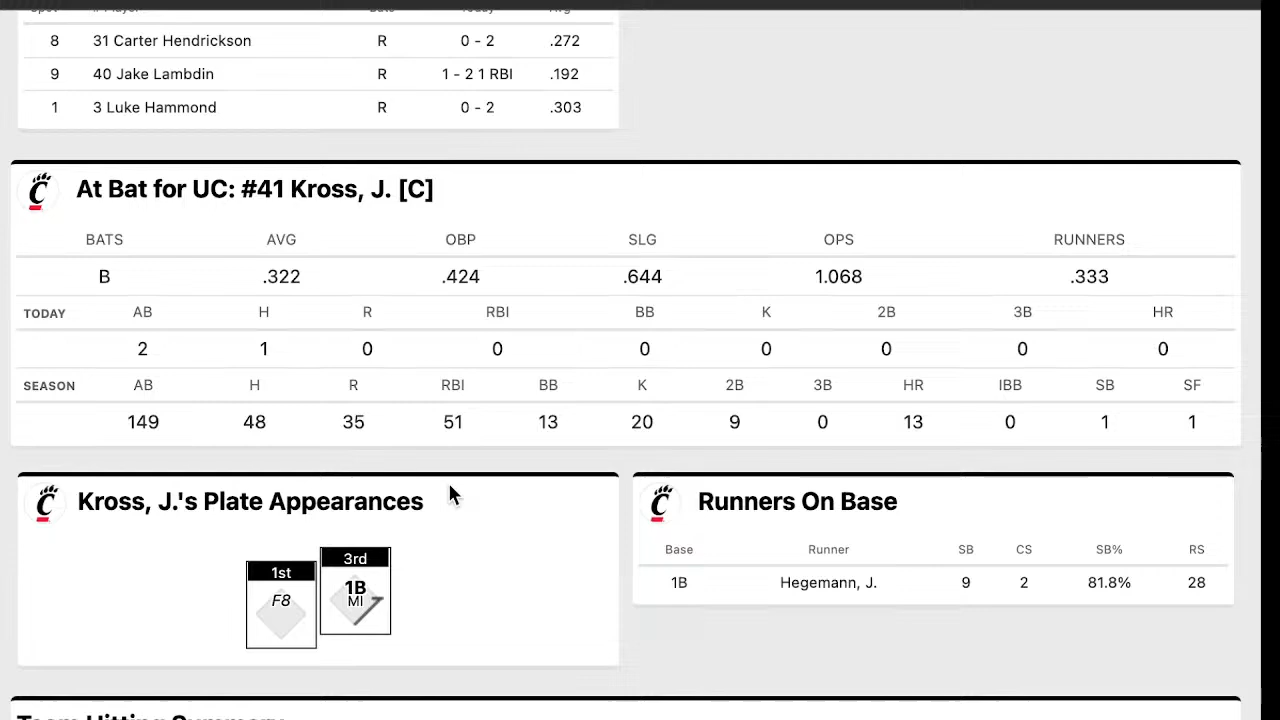 8 31 Carter Hendrickson R 0 - 2 .272
9 40 Jake Lambdin R 1 - 2 1 RBI .192
1 3 Luke Hammond R 0 - 2 .303
At Bat for UC: #41 Kross, J. [C]
BATS AVG OBP SLG OPS RUNNERS
B .322 .424 .644 1.068 .333
TODAY AB H R RBI BB K 2B 3B HR
2 1 0 0 0 0 0 0 0
SEASON AB H R RBI BB K 2B 3B HR IBB SB SF
149 48 35 51 13 20 9 0 13 0 1 1
Kross, J.'s Plate Appearances
1st
F8
3rd
1B
MI
Runners On Base
Base Runner SB CS SB% RS
1B Hegemann, J. 9 2 81.8% 28
Team Hitting Summary